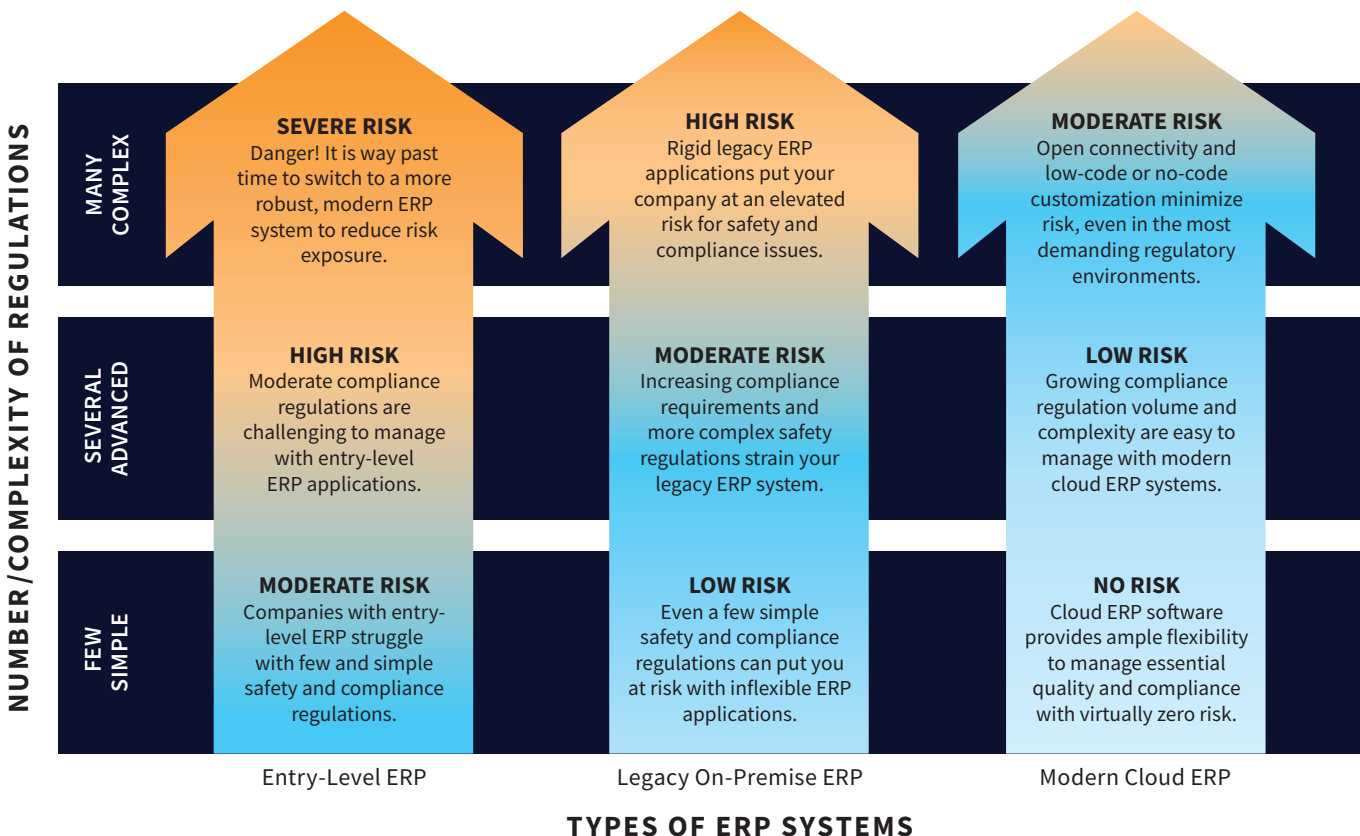 NUMBER/COMPLEXITY OF REGULATIONS
MANY
COMPLEX
SEVERE RISK
Danger! It is way past
time to switch to a more
robust, modern ERP
system to reduce risk
exposure.
HIGH RISK
Rigid legacy ERP
applications put your
company at an elevated
risk for safety and
compliance issues.
MODERATE RISK
Open connectivity and
low-code or no-code
customization minimize
risk, even in the most
demanding regulatory
environments.
SEVERAL
ADVANCED
HIGH RISK
Moderate compliance
regulations are
challenging to manage
with entry-level
ERP applications.
MODERATE RISK
Increasing compliance
requirements and
more complex safety
regulations strain your
legacy ERP system.
LOW RISK
Growing compliance
regulation volume and
complexity are easy to
manage with modern
cloud ERP systems.
FEW
SIMPLE
MODERATE RISK
Companies with entry-
level ERP struggle
with few and simple
safety and compliance
regulations.
LOW RISK
Even a few simple
safety and compliance
regulations can put you
at risk with inflexible ERP
applications.
NO RISK
Cloud ERP software
provides ample flexibility
to manage essential
quality and compliance
with virtually zero risk.
Entry-Level ERP
Legacy On-Premise ERP
Modern Cloud ERP
TYPES OF ERP SYSTEMS